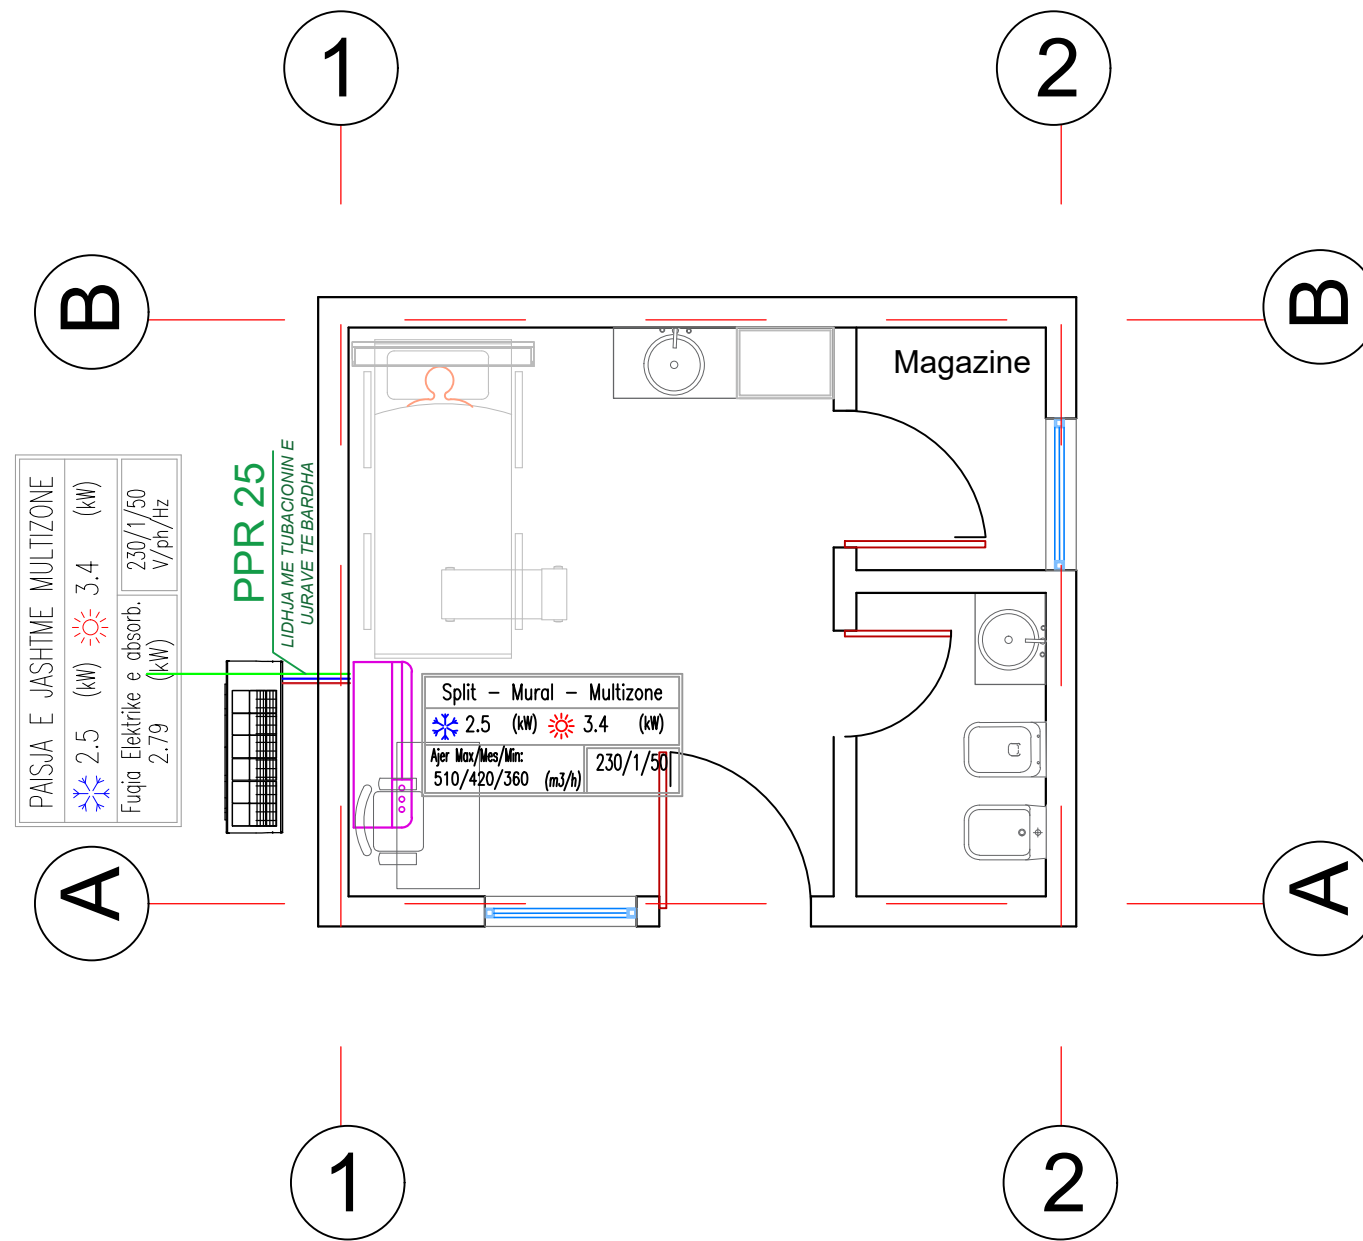 1
2
B
B
Magazine
PAISJA E JASHTME MULTIZONE
2.5 (kW) 3.4 (kW)
Fuqia Elektrike e absorb.
2.79 (kW)
230/1/50
V/ph/Hz
PPR 25
LIDHJA ME TUBACIONIN E
UJRAVE TE BARDHA
Split - Mural - Multizone
2.5 (kW) 3.4 (kW)
Ajer Max/Mes/Min:
510/420/360 (m3/h)
230/1/50
A
A
1
2